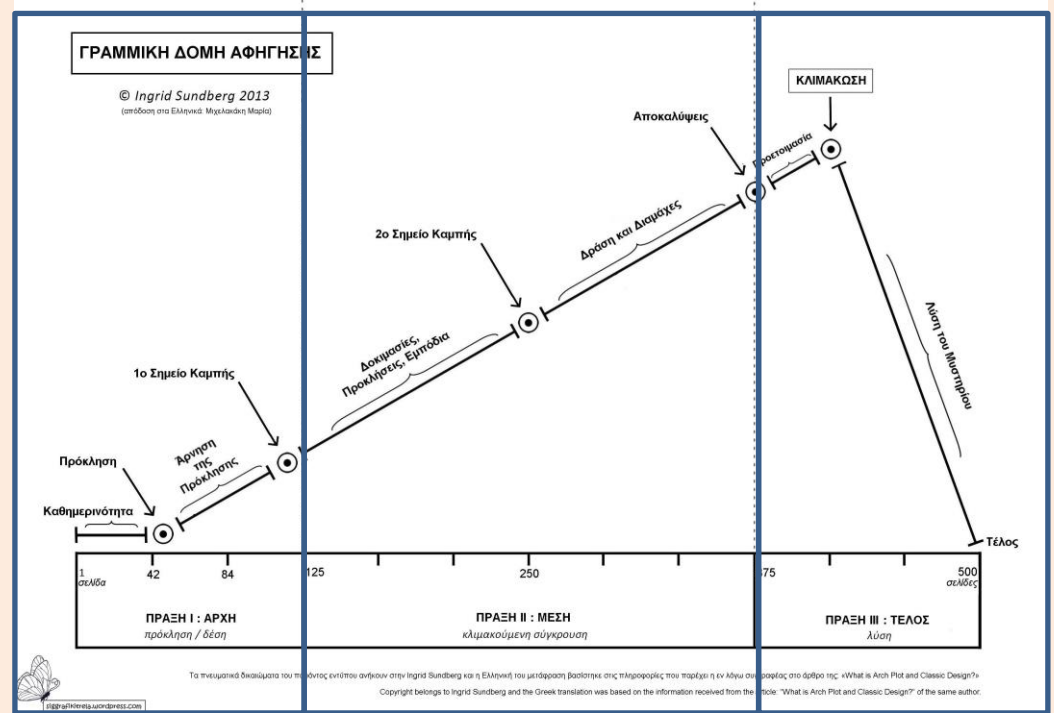 ΓΡΑΜΜΙΚΗ ΔΟΜΗ ΑΦΗΓΗΣΗΣ
© Ingrid Sundberg 2013
(απόδοση στα Ελληνικά: Μιχελακάκη Μαρία)
ΚΛΙΜΑΚΩΣΗ
Αποκαλύψεις
Προετοιμασία
Δράση και Διαμάχες
2ο Σημείο Καμπής
Λύση του Μυστηρίου
Δοκιμασίες,
Προκλήσεις, Εμπόδια
1ο Σημείο Καμπής
Άρνηση
της
Πρόκλησης
Πρόκληση
Καθημερινότητα
Τέλος
1 42 84 125 250 375 500
σελίδα σελίδες
ΠΡΑΞΗ Ι : ΑΡΧΗ
πρόκληση / δέση
ΠΡΑΞΗ ΙΙ : ΜΕΣΗ
κλιμακούμενη σύγκρουση
ΠΡΑΞΗ ΙΙΙ : ΤΕΛΟΣ
λύση
Τα πνευματικά δικαιώματα του παρόντος εντύπου ανήκουν στην Ingrid Sundberg και η Ελληνική του μετάφραση βασίστηκε στις πληροφορίες που παρέχει η εν λόγω συγγραφέας στο άρθρο της: «What is Arch Plot and Classic Design?»
Copyright belongs to Ingrid Sundberg and the Greek translation was based on the information received from the article: "What is Arch Plot and Classic Design?" of the same author.
siggrafikitrela.wordpress.com